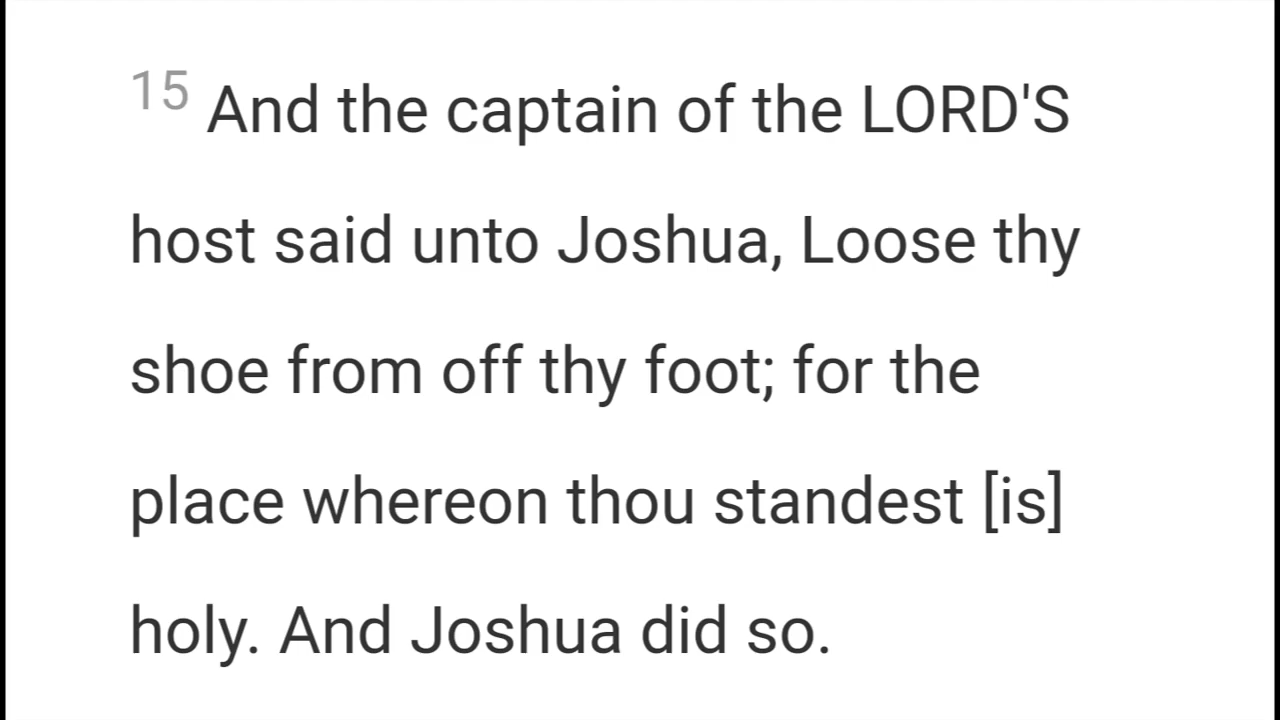 15 And the captain of the LORD'S
host said unto Joshua, Loose thy
shoe from off thy foot; for the
place whereon thou standest [is]
holy. And Joshua did so.